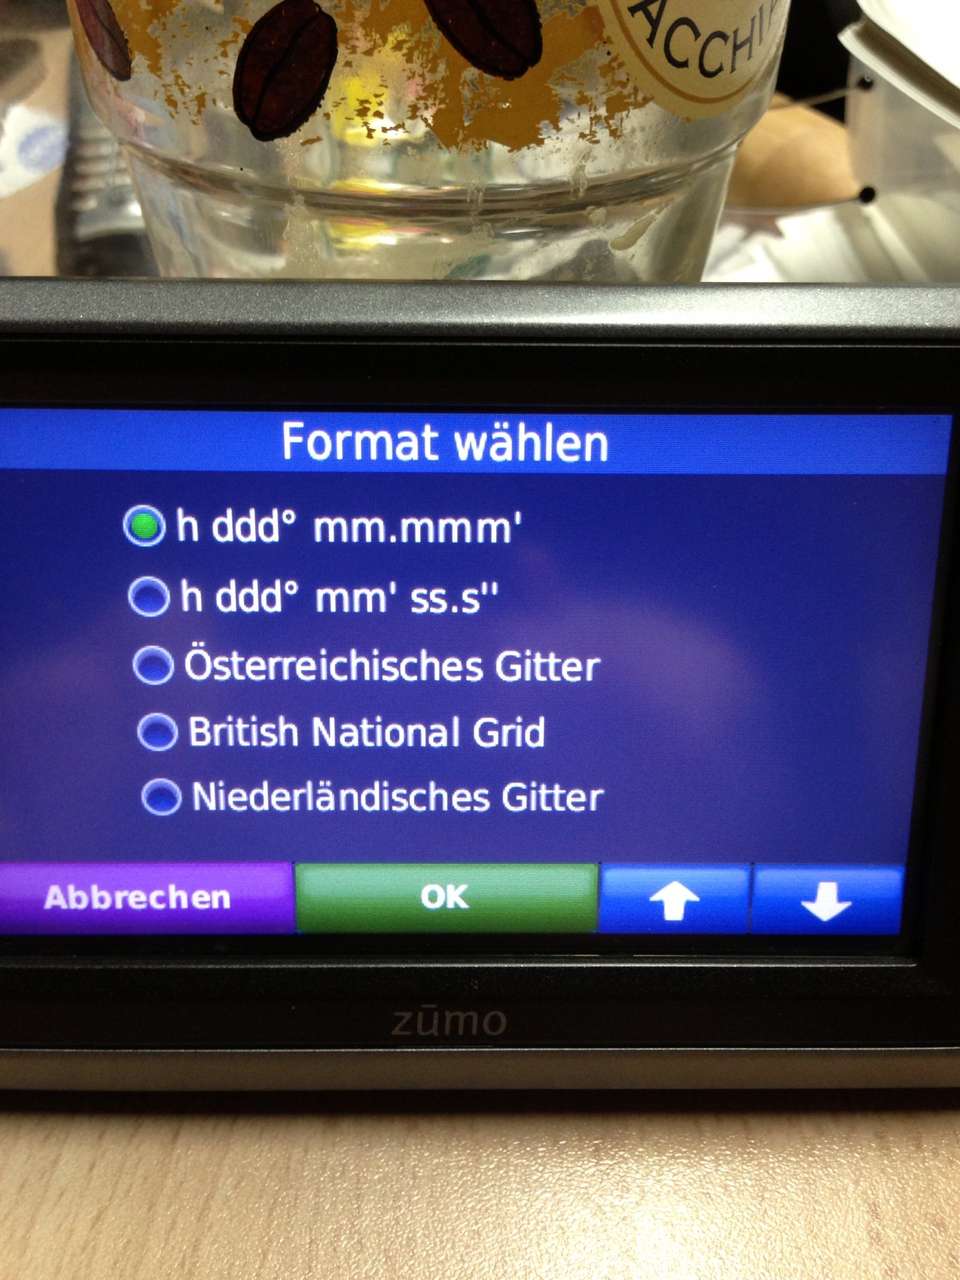 ACCHI
Format wählen
h ddd° mm.mmm'
h ddd° mm' ss.s''
Österreichisches Gitter
British National Grid
Niederländisches Gitter
Abbrechen
OK
zūmo